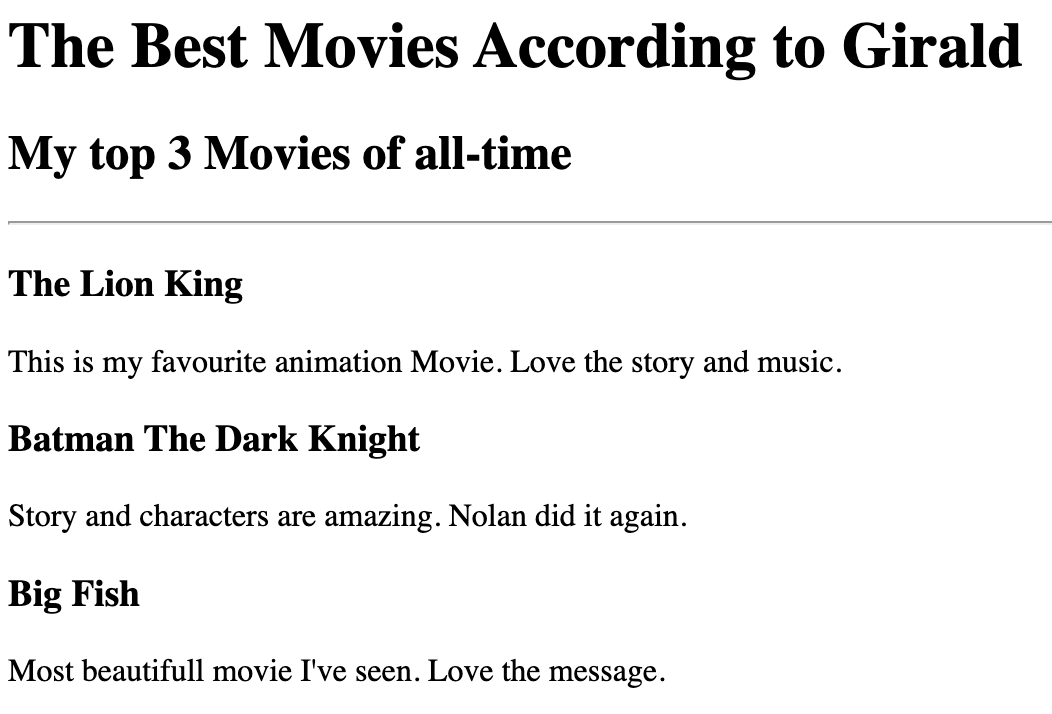 The Best Movies According to Girald
My top 3 Movies of all-time
The Lion King
This is my favourite animation Movie. Love the story and music.
Batman The Dark Knight
Story and characters are amazing. Nolan did it again.
Big Fish
Most beautifull movie I've seen. Love the message.